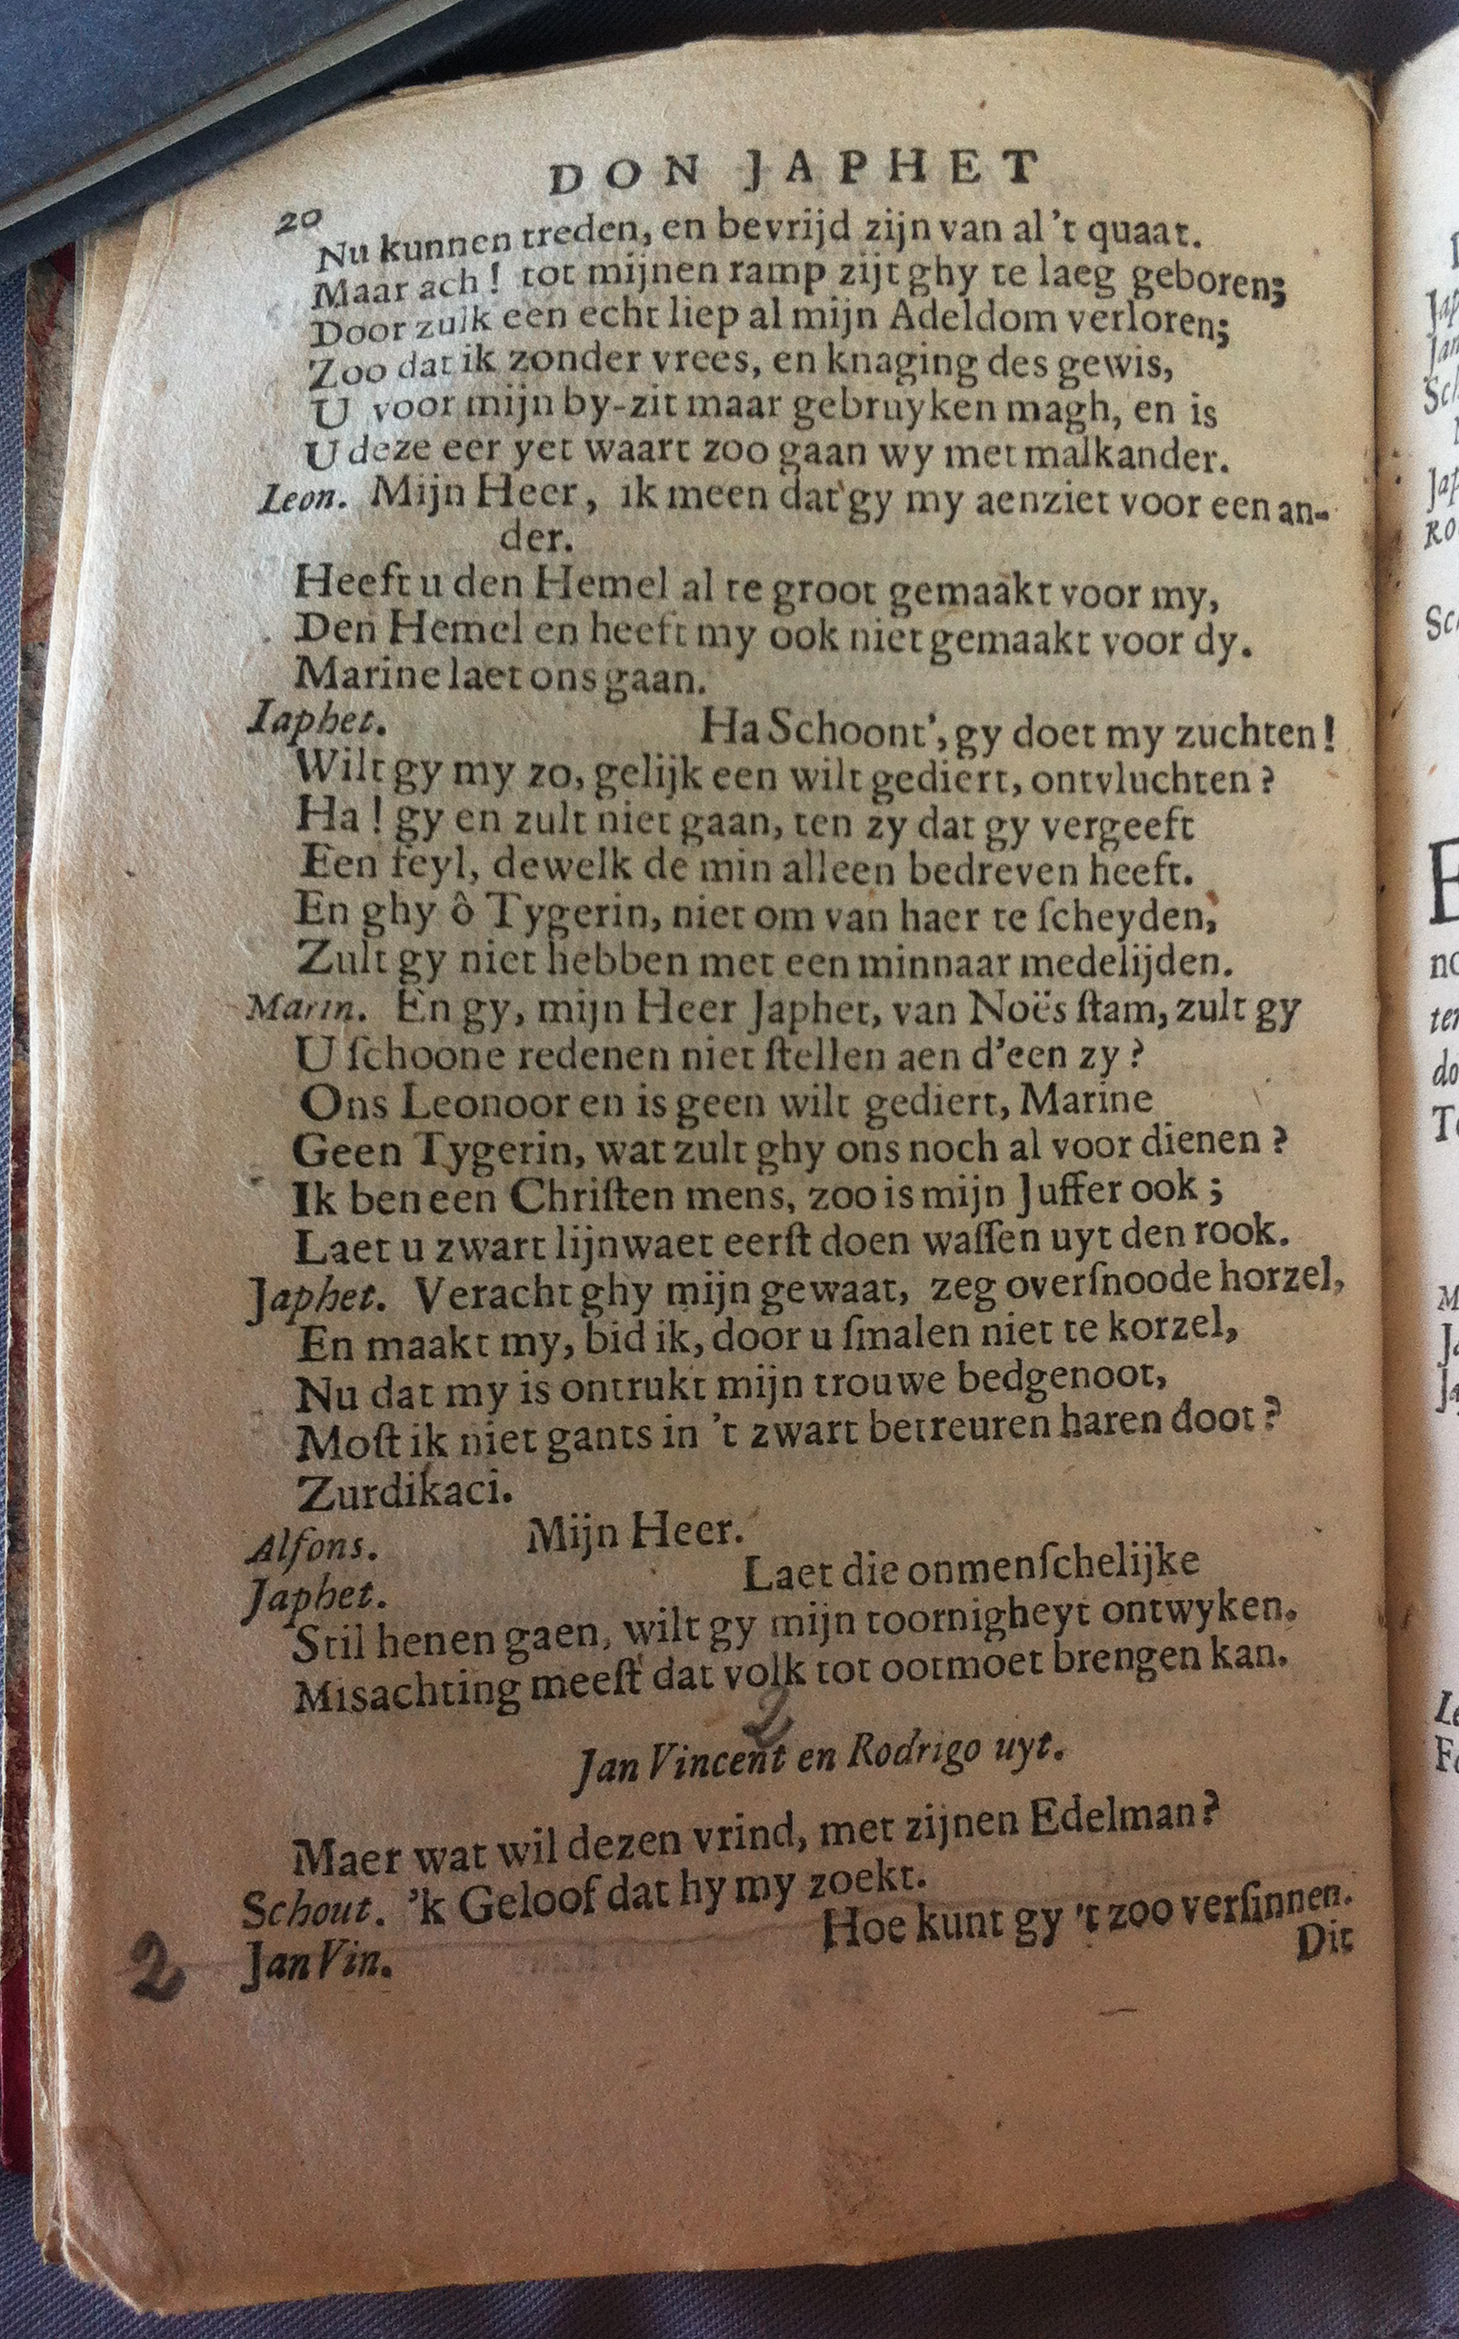 DON JAPHET
20
Nu kunnen treden, en bevrijd zijn van al 't quaat.
Maar ach! tot mijnen ramp zijt ghy te laeg geboren;
Door zulk een echt liep al mijn Adeldom verloren;
Zoo dat ik zonder vrees, en knaging des gewis,
U voor mijn by-zit maar gebruyken magh, en is
U deze eer yet waart zoo gaan wy met malkander.
Leon. Mijn Heer, ik meen dat gy my aenziet voor een an-
der.
Heeft u den Hemel al te groot gemaakt voor my,
Den Hemel en heeft my ook niet gemaakt voor dy.
Marine laet ons gaan.
Iaphet. Ha Schoont', gy doet my zuchten!
Wilt gy my zo, gelijk een wilt gediert, ontvluchten?
Ha! gy en zult niet gaan, ten zy dat gy vergeeft
Een feyl, dewelk de min alleen bedreven heeft.
En ghy ô Tygerin, niet om van haer te ſcheyden,
Zult gy niet hebben met een minnaar medelijden.
Marin. En gy, mijn Heer Japhet, van Noës ſtam, zult gy
U ſchoone redenen niet ſtellen aen d'een zy?
Ons Leonoor en is geen wilt gediert, Marine
Geen Tygerin, wat zult ghy ons noch al voor dienen?
Ik ben een Chriſten mens, zoo is mijn Juffer ook;
Laet u zwart lijnwaet eerſt doen waſſen uyt den rook.
Japhet. Veracht ghy mijn gewaat, zeg overſnoode horzel,
En maakt my, bid ik, door u ſmalen niet te korzel,
Nu dat my is ontrukt mijn trouwe bedgenoot,
Moſt ik niet gants in 't zwart betreuren haren doot?
Zurdikaci.
Alfons. Mijn Heer.
Japhet. Laet die onmenſchelijke
Stil henen gaen, wilt gy mijn toornigheyt ontwyken.
Misachting meeſt dat volk tot ootmoet brengen kan.
2
Jan Vincent en Rodrigo uyt.
Maer wat wil dezen vrind, met zijnen Edelman?
Schout. 'k Geloof dat hy my zoekt.
2 Jan Vin. Hoe kunt gy 't zoo verſinnen.
Dit